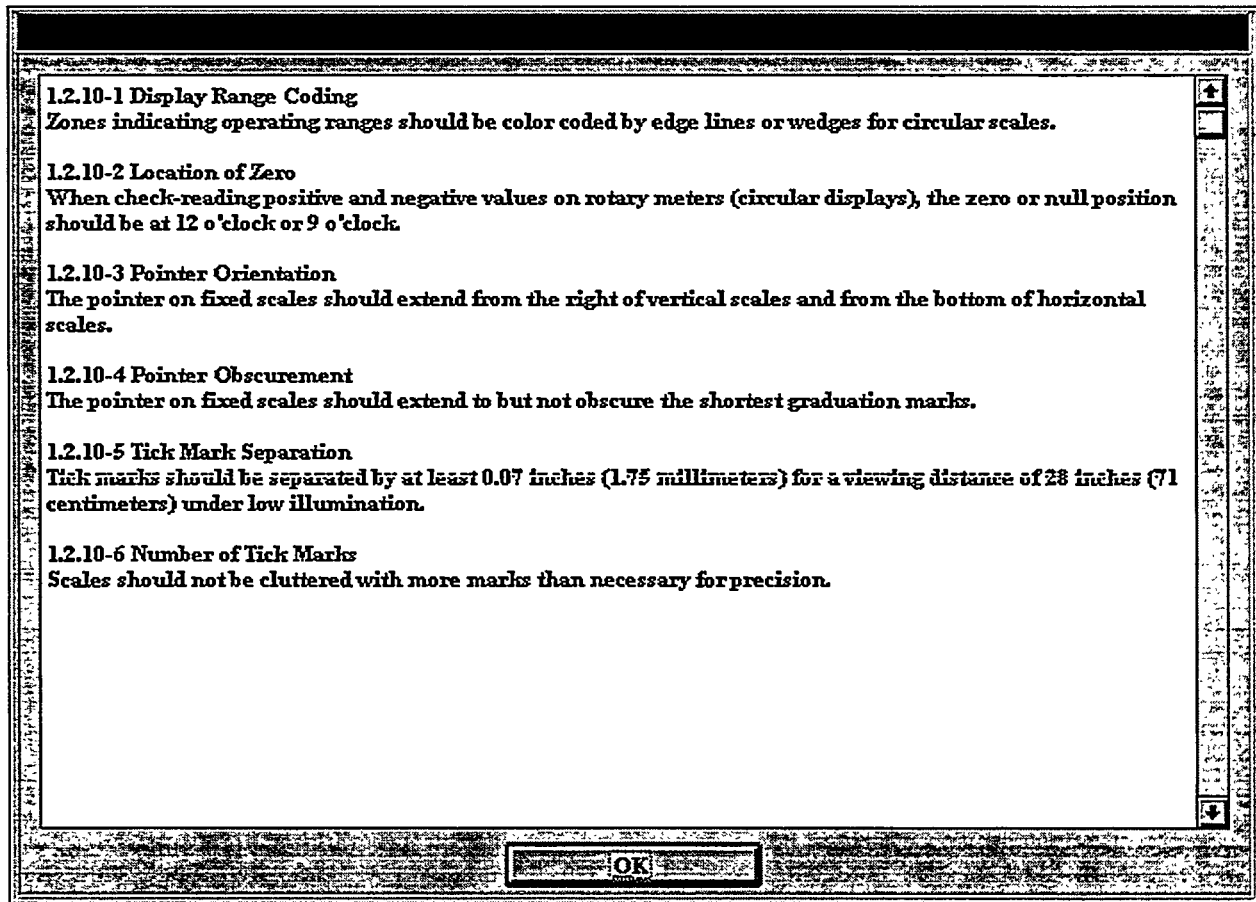 1.2.10-1 Display Range Coding
Zones indicating operating ranges should be color coded by edge lines or wedges for circular scales.
1.2.10-2 Location of Zero
When check-reading positive and negative values on rotary meters (circular displays), the zero or null position
should be at 12 o'clock or 9 o'clock.
1.2.10-3 Pointer Orientation
The pointer on fixed scales should extend from the right of vertical scales and from the bottom of horizontal
scales.
1.2.10-4 Pointer Obscurement
The pointer on fixed scales should extend to but not obscure the shortest graduation marks.
1.2.10-5 Tick Mark Separation
Tick marks should be separated by at least 0.07 inches (1.75 millimeters) for a viewing distance of 28 inches (71
centimeters) under low illumination.
1.2.10-6 Number of Tick Marks
Scales should not be cluttered with more marks than necessary for precision.
OK